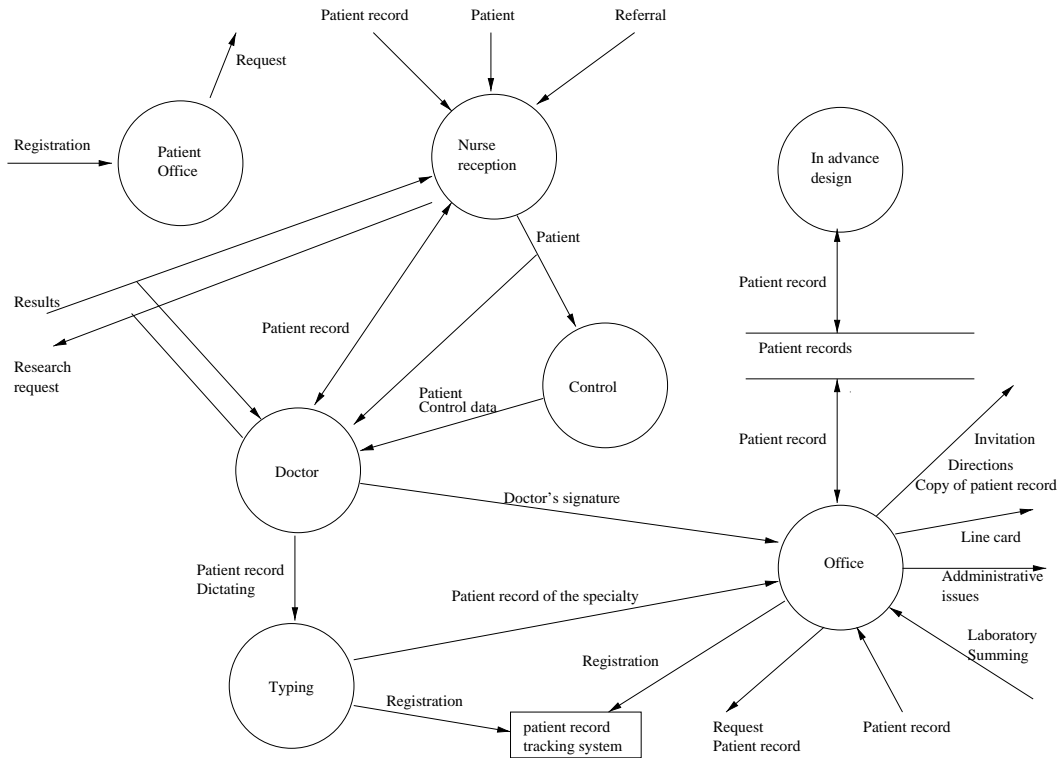 Patient record
Patient
Referral
Request
Registration
Patient
Office
Nurse
reception
In advance
design
Patient
Patient record
Results
Patient record
Patient records
Research
request
Patient
Control data
Control
Patient record
Invitation
Directions
Copy of patient record
Doctor
Doctor's signature
Line card
Office
Patient record
Dictating
Addministrative
issues
Patient record of the specialty
Laboratory
Summing
Registration
Typing
Registration
patient record
tracking system
Request
Patient record
Patient record